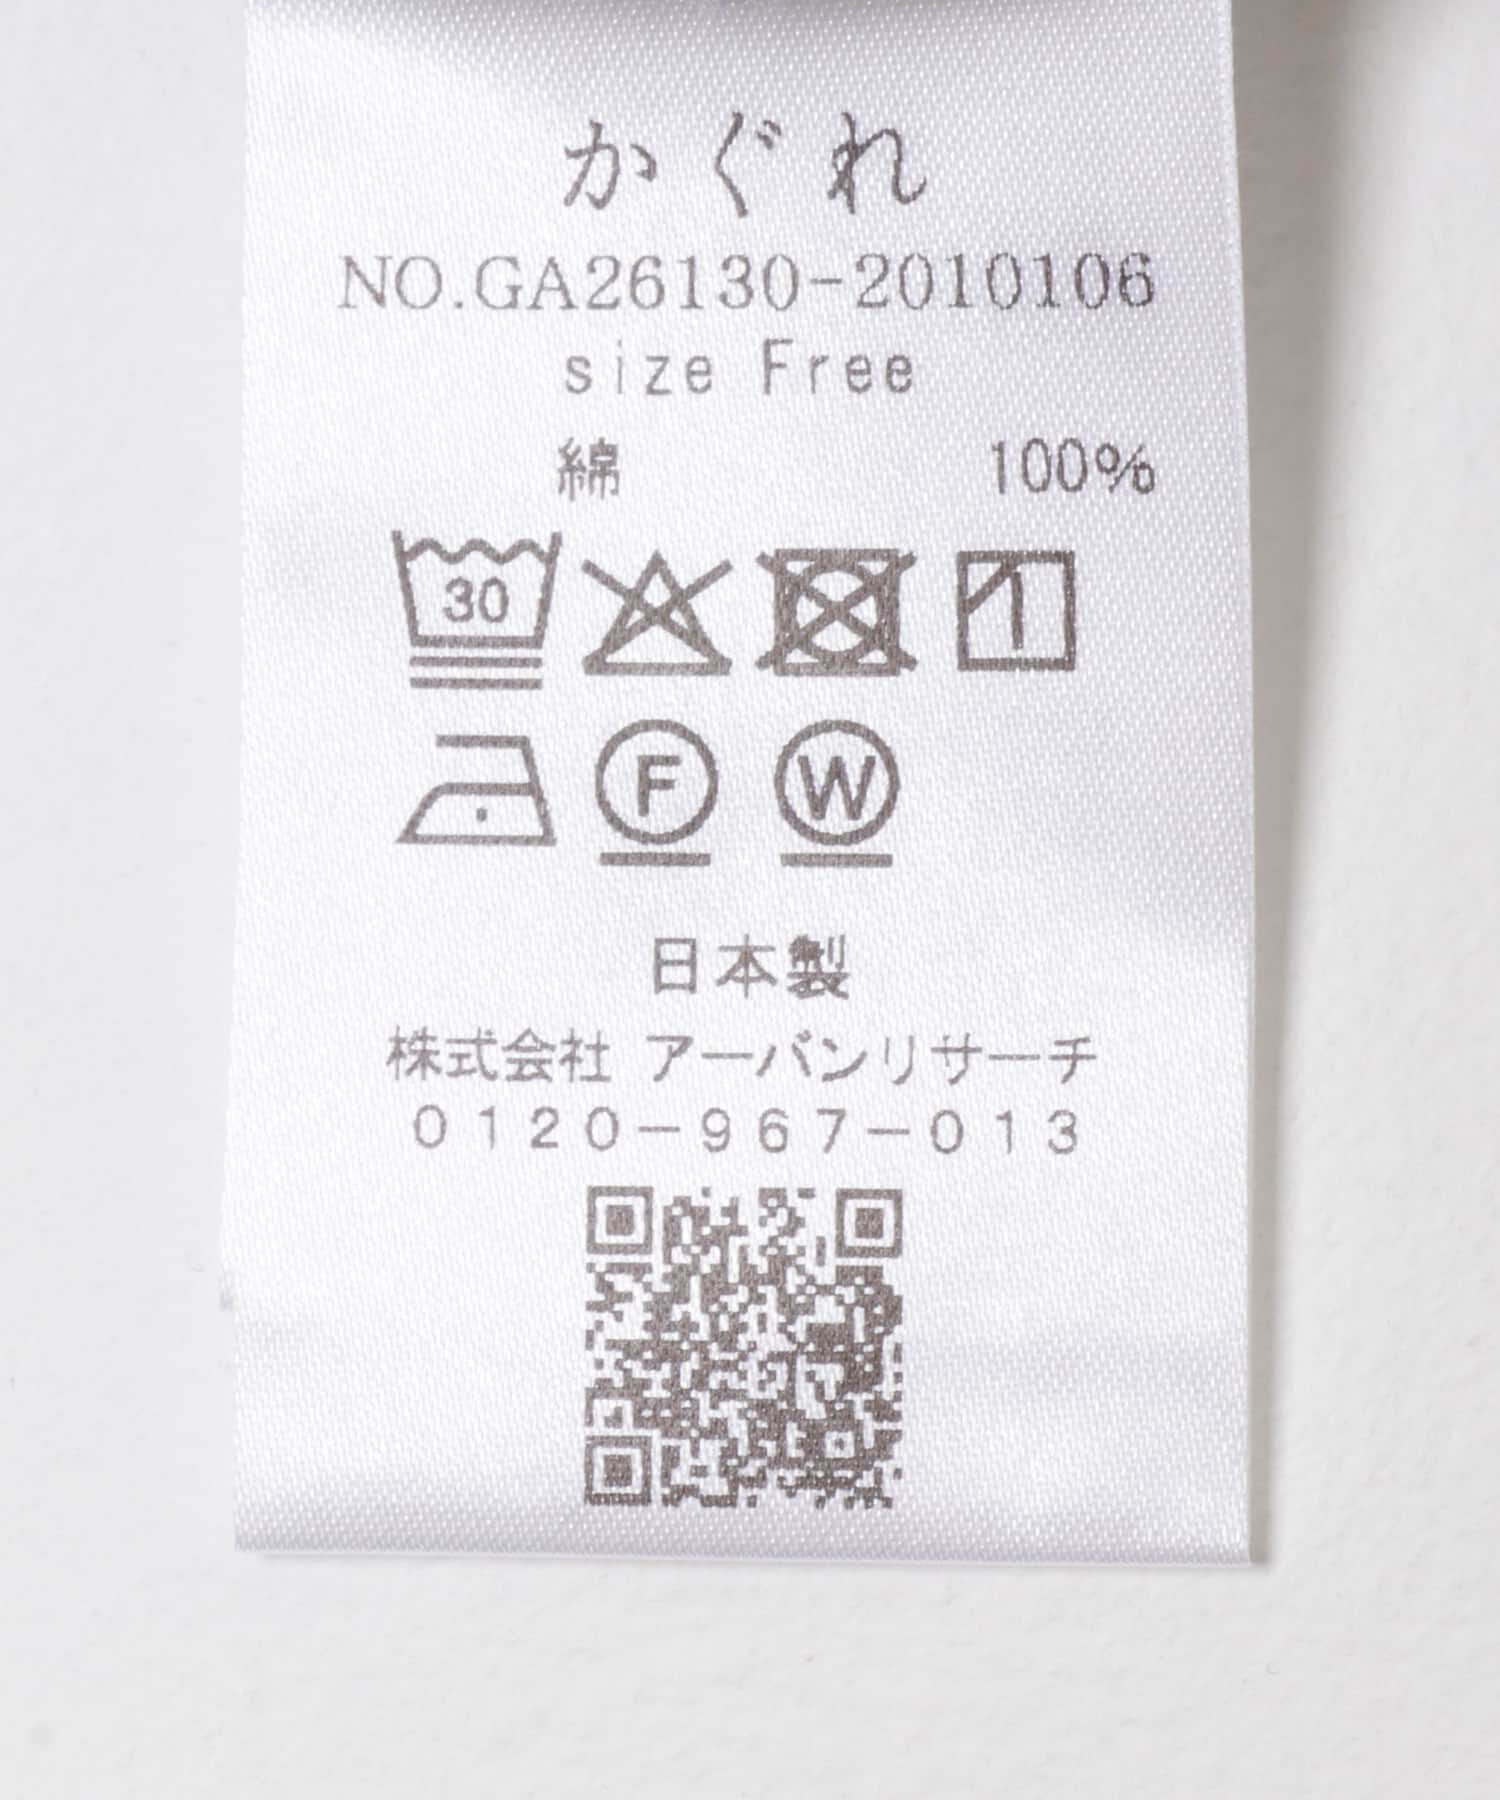 かぐれ
NO.GA26130-2010106
size Free
綿 100%
30
F W
日本製
株式会社 アーバンリサーチ
0120-967-013